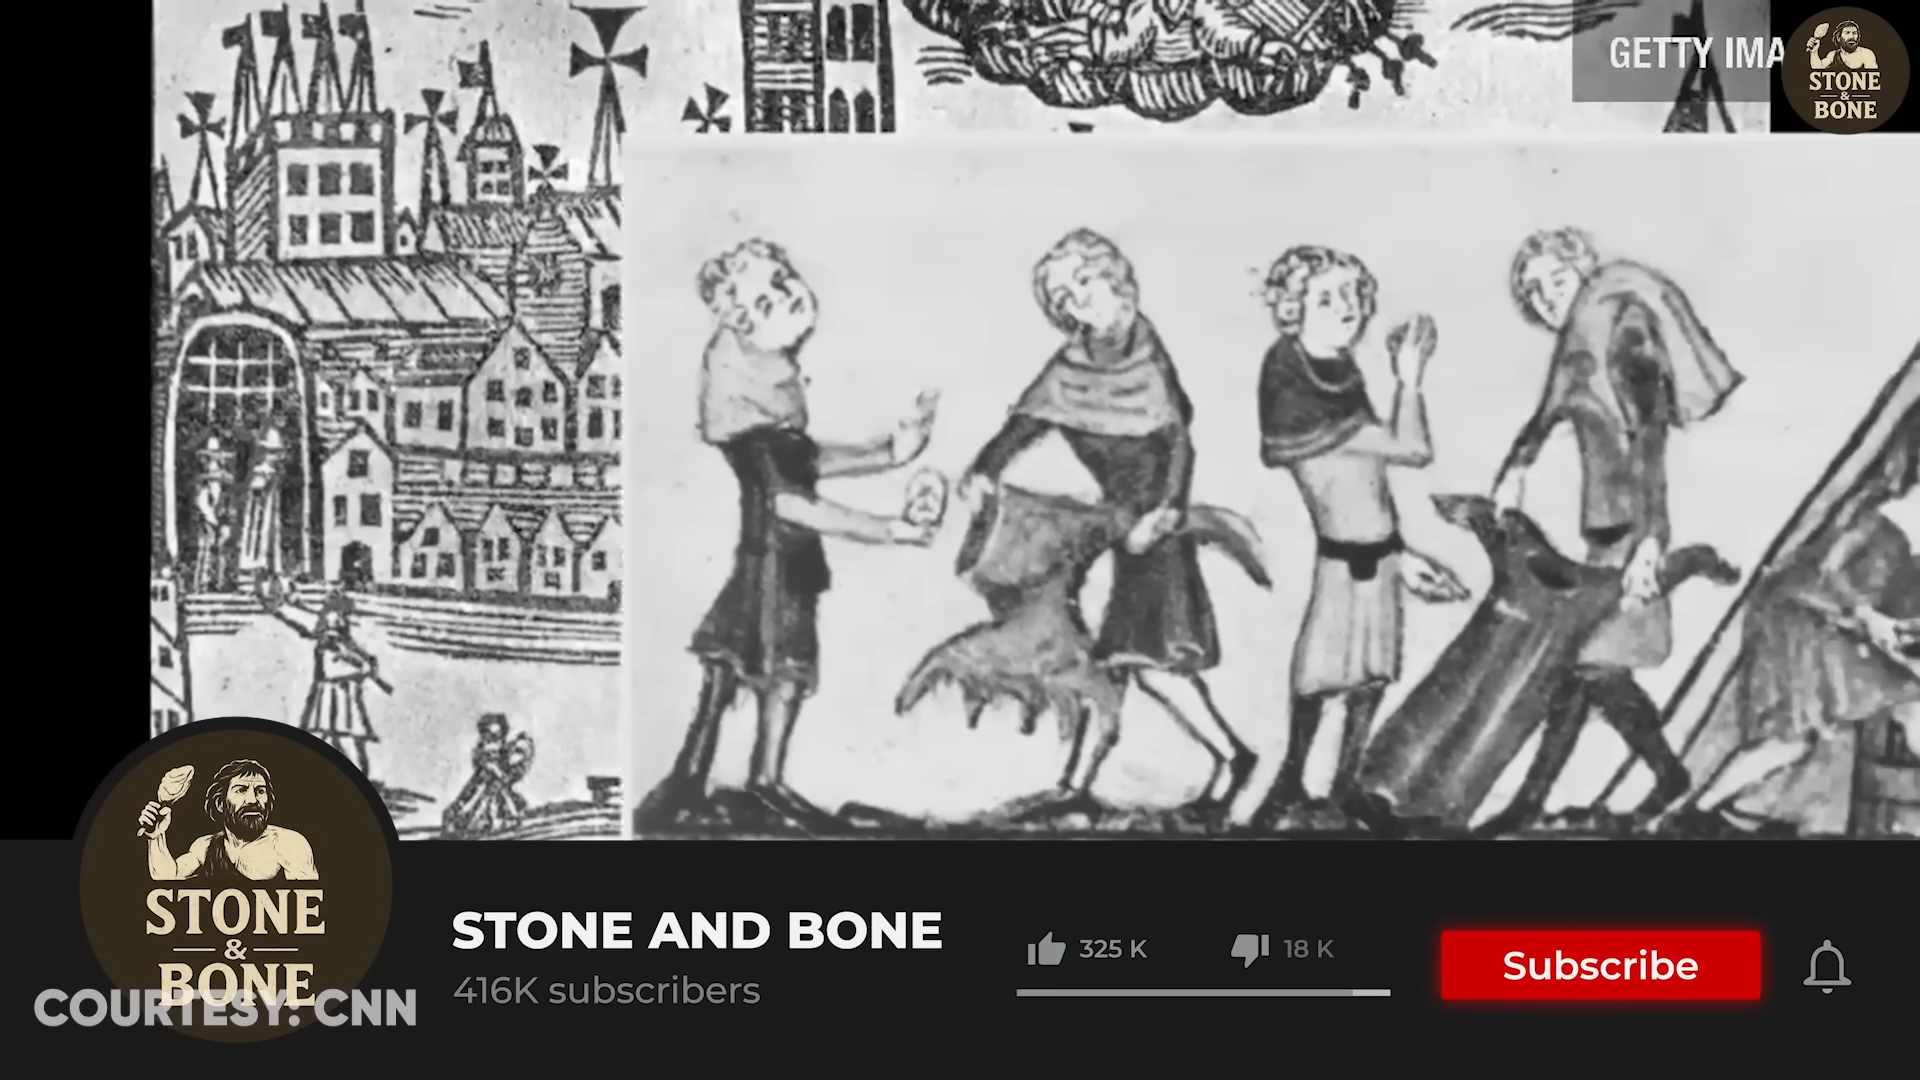 GETTY IMA
STONE
&
BONE
STONE
&
BONE
COURTESY: CNN
STONE AND BONE
416K subscribers
325 K
18 K
Subscribe